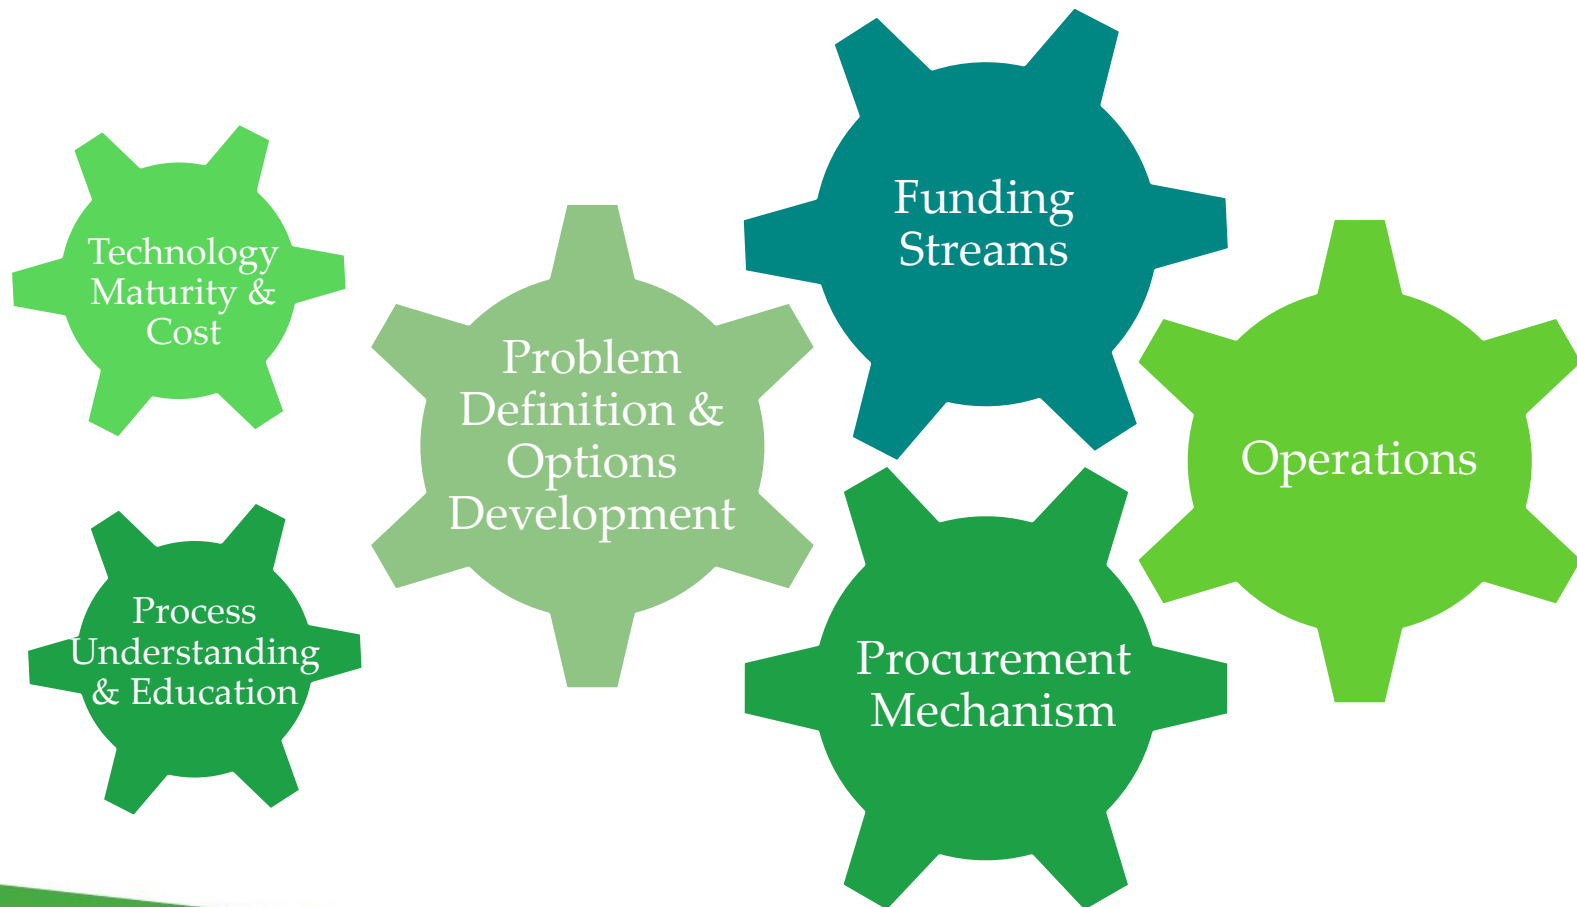 Technology
Maturity &
Cost
Process
Understanding
& Education
Problem
Definition &
Options
Development
Funding
Streams
Procurement
Mechanism
Operations